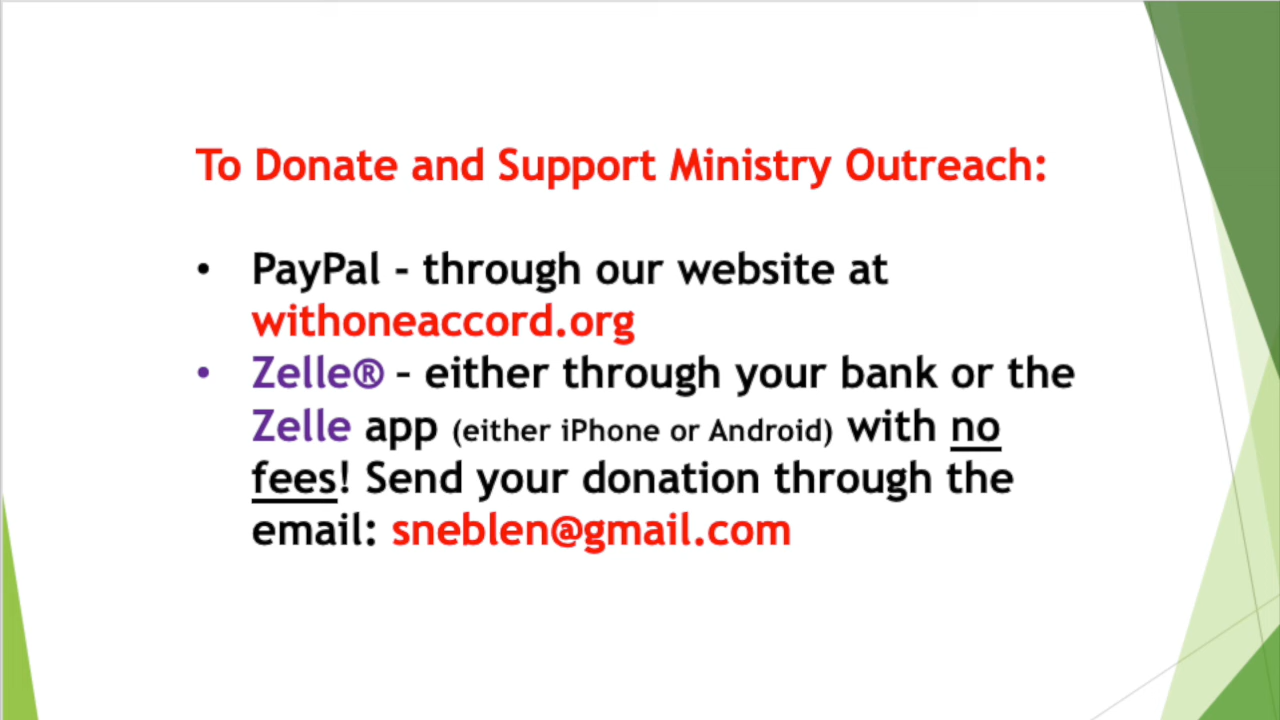 To Donate and Support Ministry Outreach:
• PayPal - through our website at
withoneaccord.org
• Zelle® – either through your bank or the
Zelle app (either iPhone or Android) with no
fees! Send your donation through the
email: sneblen@gmail.com